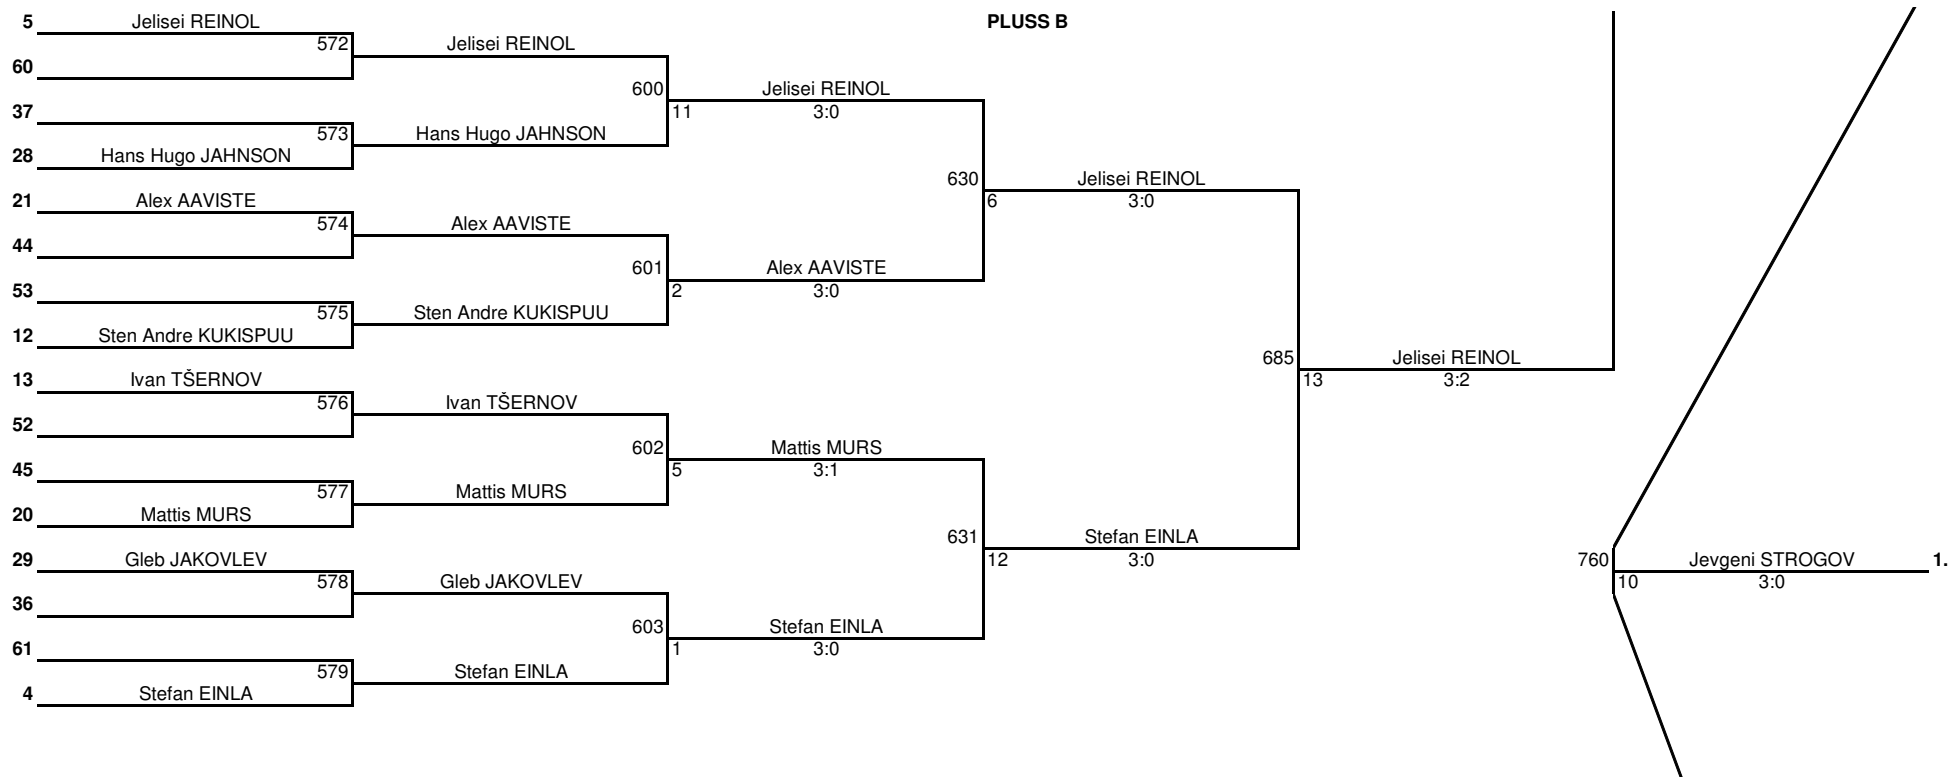 5 Jelisei REINOL PLUSS B
572 Jelisei REINOL
60
600 Jelisei REINOL
37
11 3:0
573 Hans Hugo JAHNSON
28 Hans Hugo JAHNSON
630 Jelisei REINOL
21 Alex AAVISTE
6 3:0
574 Alex AAVISTE
44
601 Alex AAVISTE
53
2 3:0
575 Sten Andre KUKISPUU
12 Sten Andre KUKISPUU
685 Jelisei REINOL
13 Ivan TŠERNOV
13 3:2
576 Ivan TŠERNOV
52
602 Mattis MURS
45
5 3:1
577 Mattis MURS
20 Mattis MURS
631 Stefan EINLA
29 Gleb JAKOVLEV
12 3:0
760 Jevgeni STROGOV 1.
578 Gleb JAKOVLEV
10 3:0
36
603 Stefan EINLA
61
1 3:0
579 Stefan EINLA
4 Stefan EINLA